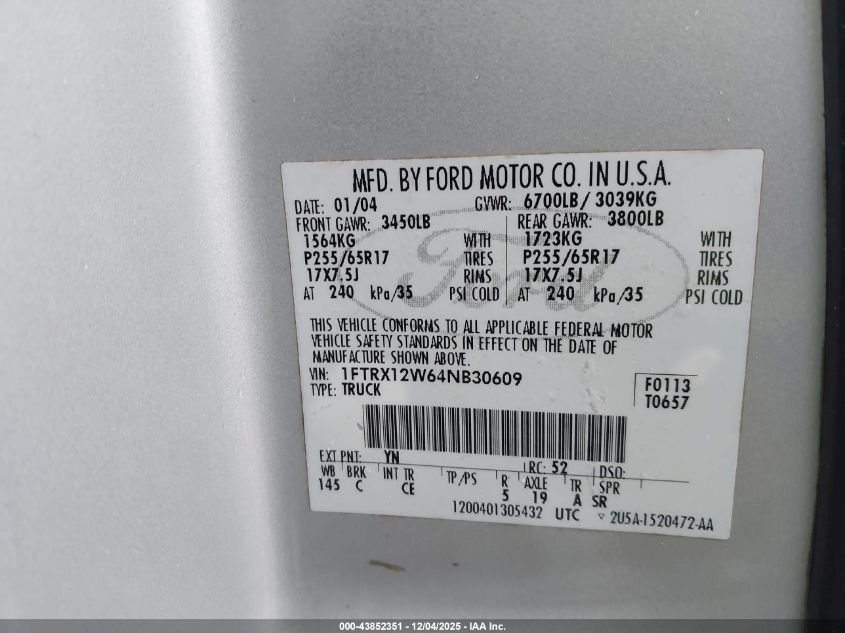 MFD. BY FORD MOTOR CO. IN U.S.A.
DATE: 01/04 GVWR: 6700LB/ 3039KG
FRONT GAWR: 3450LB REAR GAWR: 3800LB
1564KG WITH 1723KG WITH
P255/65R17 TIRES P255/65R17 TIRES
17X7.5J RIMS 17X7.5J RIMS
AT 240 kPa/35 PSI COLD AT 240 kPa/35 PSI COLD
Ford
THIS VEHICLE CONFORMS TO ALL APPLICABLE FEDERAL MOTOR
VEHICLE SAFETY STANDARDS IN EFFECT ON THE DATE OF
MANUFACTURE SHOWN ABOVE.
VIN: 1FTRX12W64NB30609
TYPE: TRUCK
F0113
T0657
EXT PNT: YN RC: 52 DSO:
WB BRK INT TR TP/PS R AXLE TR SPR
145 C CE 5 19 A SR
1200401305432 UTC ▽ 2U5A-1520472-AA
000-43852351 - 12/04/2025 - IAA Inc.